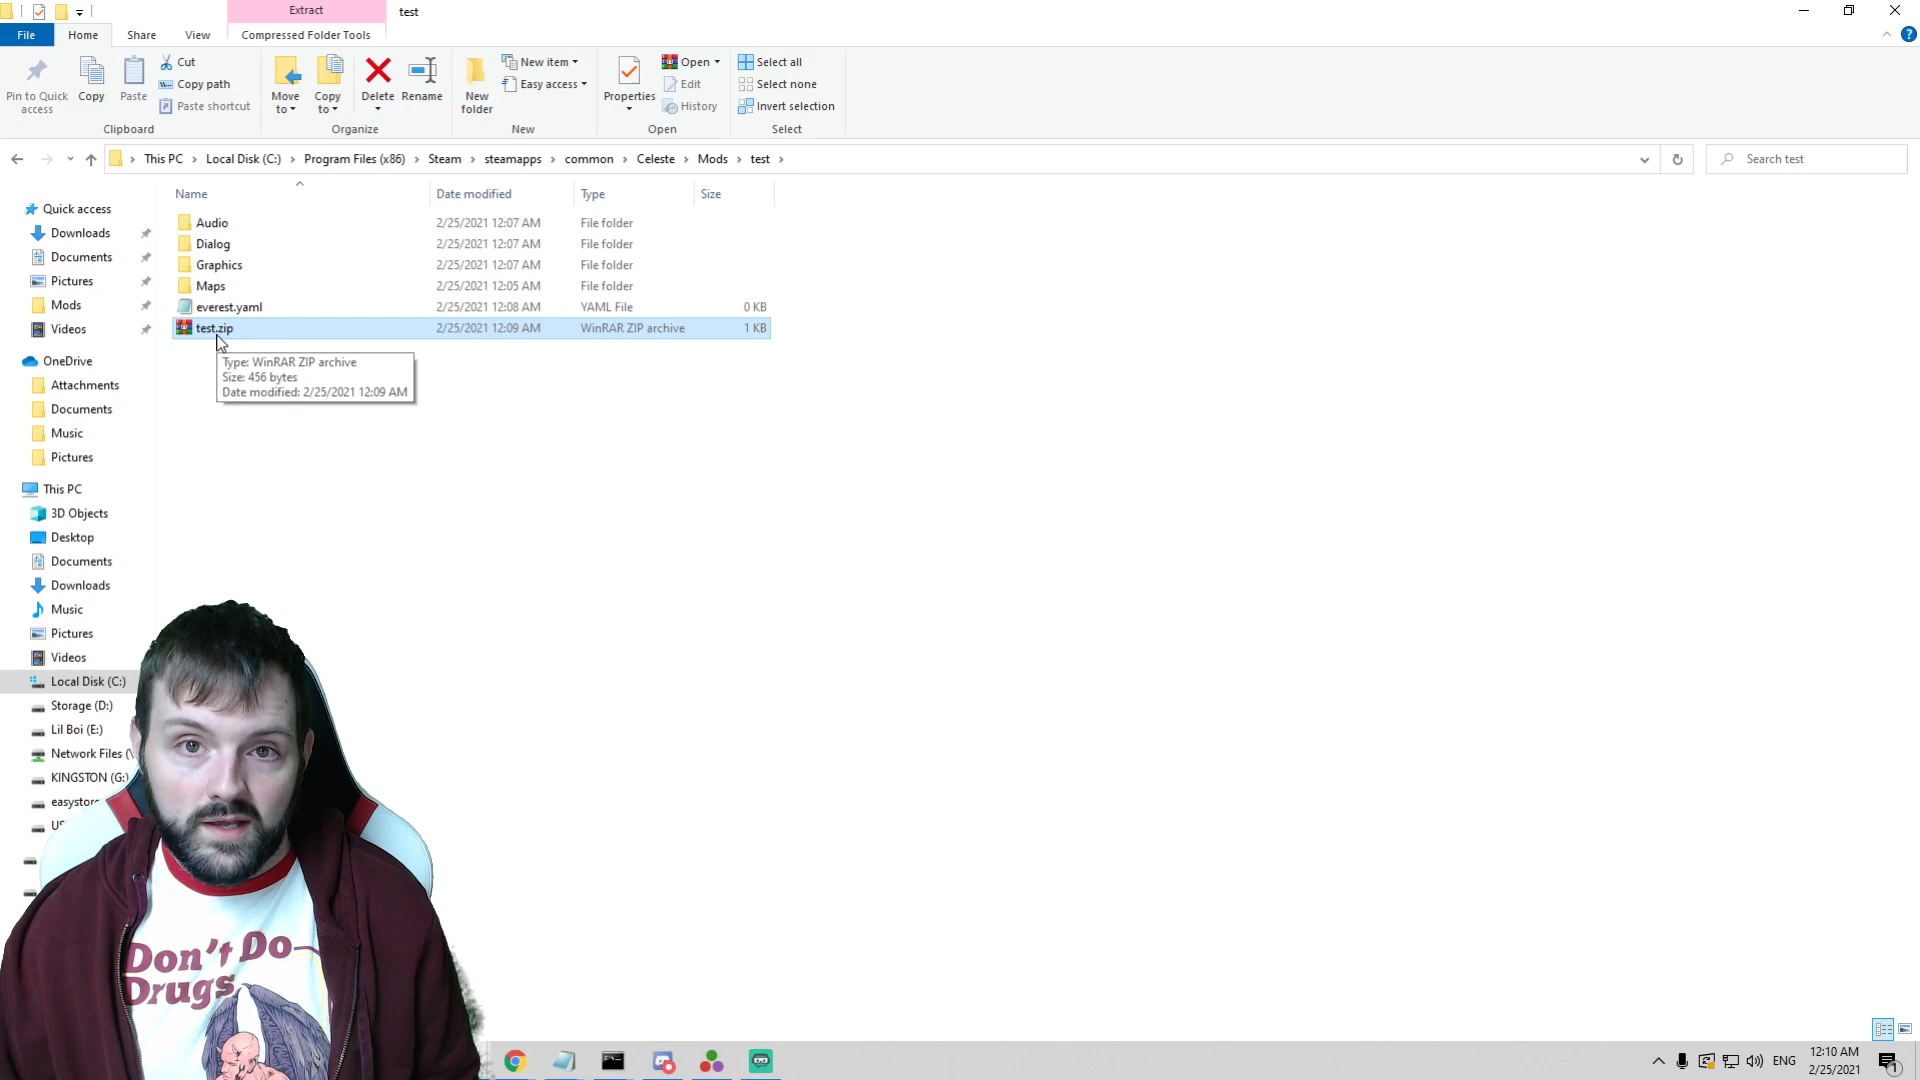 Extract
test
File
Home
Share
View
Compressed Folder Tools
Pin to Quick access
Copy
Paste
Cut
Copy path
Paste shortcut
Clipboard
Move to
Copy to
Delete
Rename
Organize
New folder
New item
Easy access
New
Properties
Open
Edit
History
Open
Select all
Select none
Invert selection
Select
This PC > Local Disk (C:) > Program Files (x86) > Steam > steamapps > common > Celeste > Mods > test >
Search test
Name Date modified Type Size
Audio 2/25/2021 12:07 AM File folder
Dialog 2/25/2021 12:07 AM File folder
Graphics 2/25/2021 12:07 AM File folder
Maps 2/25/2021 12:05 AM File folder
everest.yaml 2/25/2021 12:08 AM YAML File 0 KB
test.zip 2/25/2021 12:09 AM WinRAR ZIP archive 1 KB
Type: WinRAR ZIP archive
Size: 456 bytes
Date modified: 2/25/2021 12:09 AM
Quick access
Downloads
Documents
Pictures
Mods
Videos
OneDrive
Attachments
Documents
Music
Pictures
This PC
3D Objects
Desktop
Documents
Downloads
Music
Pictures
Videos
Local Disk (C:)
Storage (D:)
Lil Boi (E:)
Network Files (
KINGSTON (G:)
easystore
US
Don't Do
Drugs
ENG
12:10 AM
2/25/2021
1